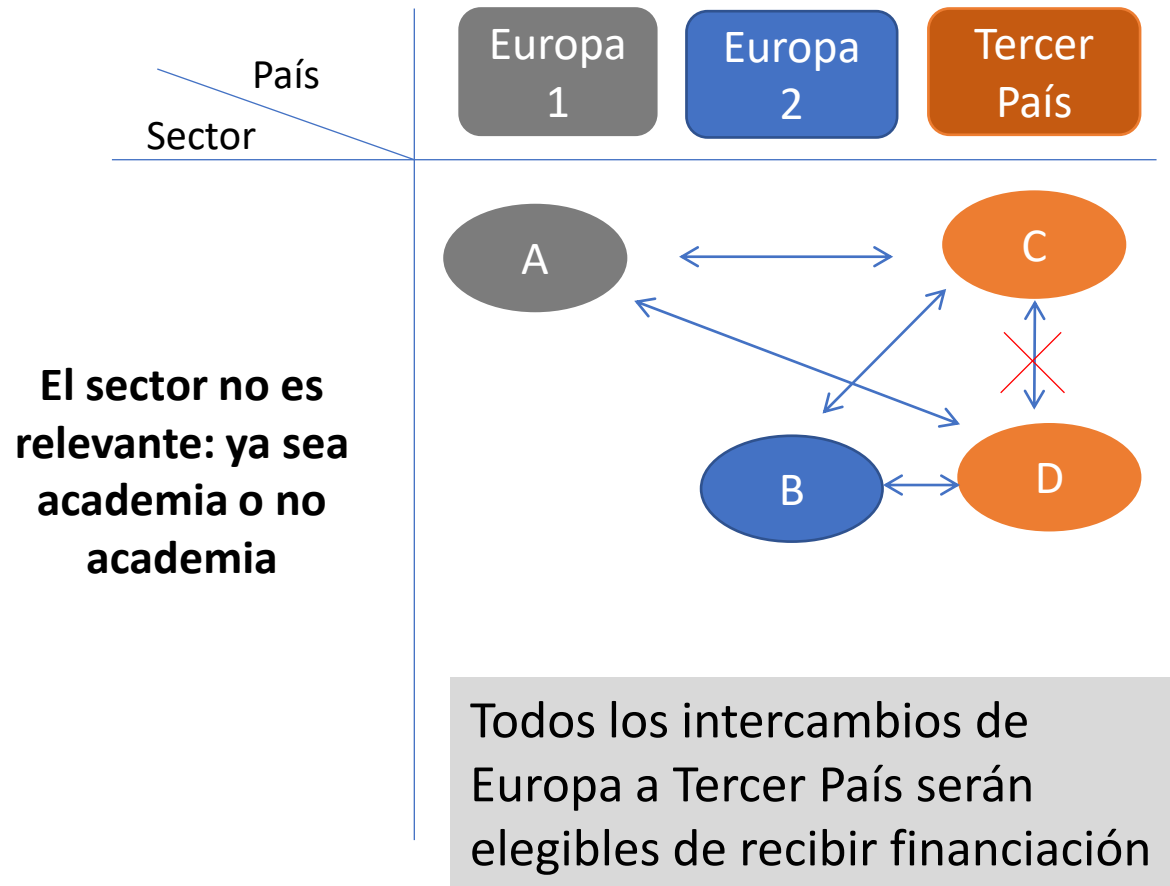 País
Sector
Europa
1
Europa
2
Tercer
País
A
C
B
D
El sector no es
relevante: ya sea
academia o no
academia
Todos los intercambios de
Europa a Tercer País serán
elegibles de recibir financiación